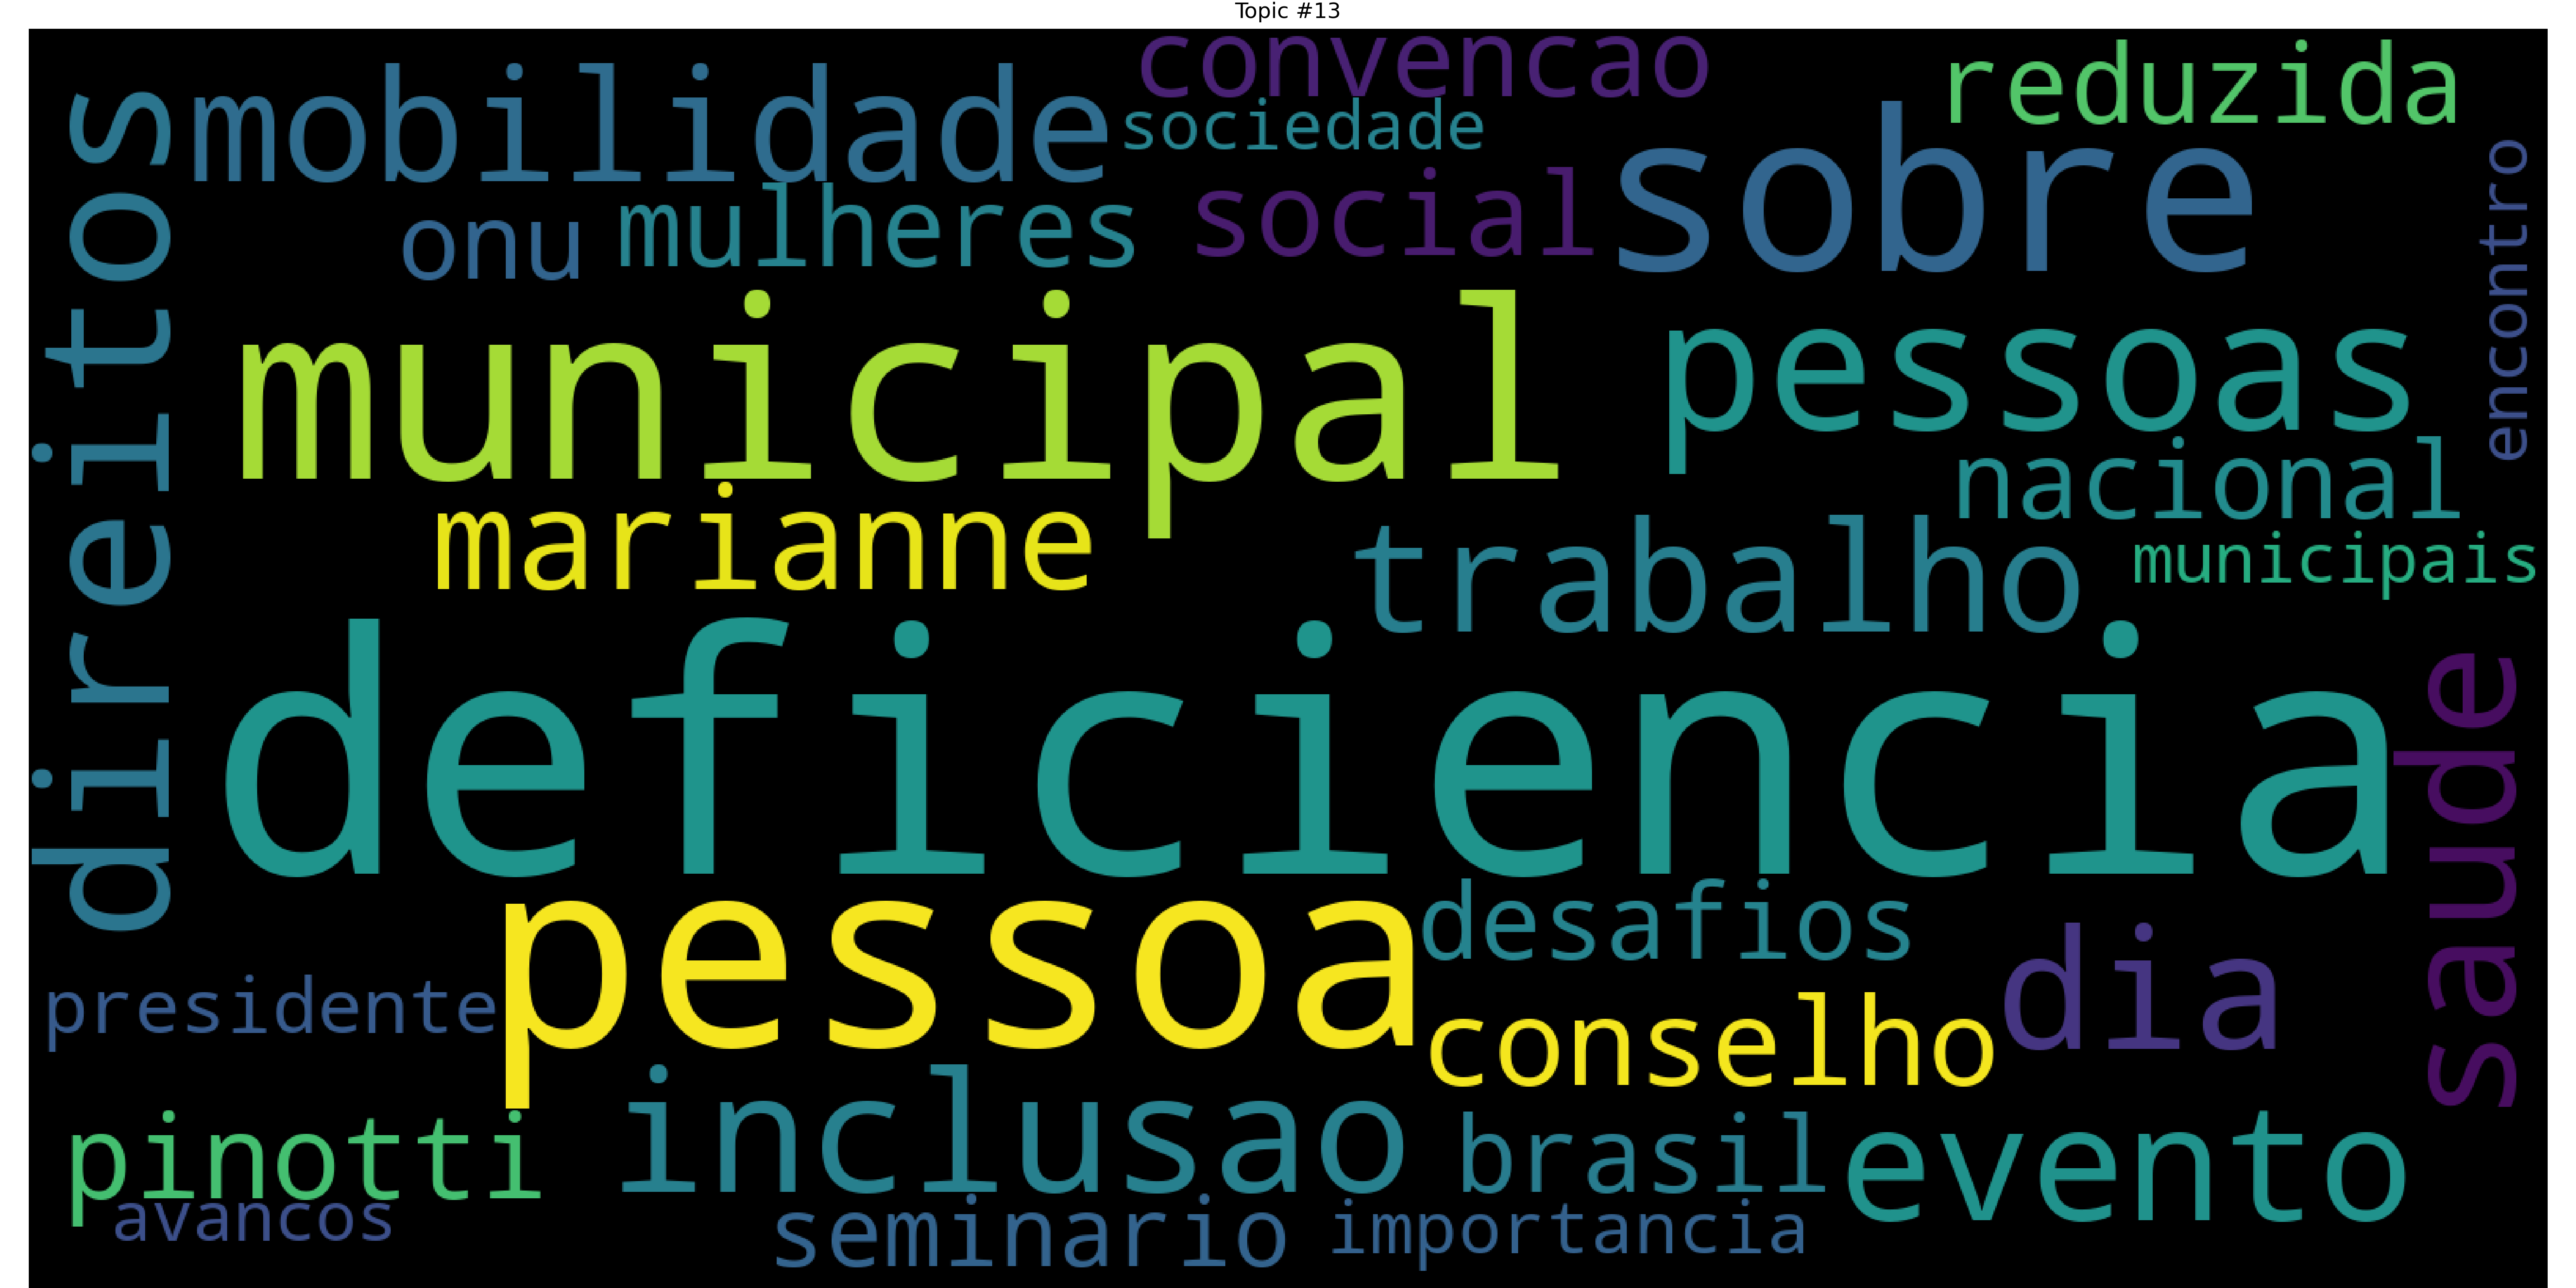 Topic #13
convencao
reduzida
mobilidade
sociedade
sobre
direitos
encontro
social
mulheres
onu
municipal
pessoas
nacional
marianne
trabalho
municipais
deficiencia
saude
pessoa
desafios
dia
presidente
conselho
inclusao
pinotti
brasil
evento
avancos
seminario
importancia